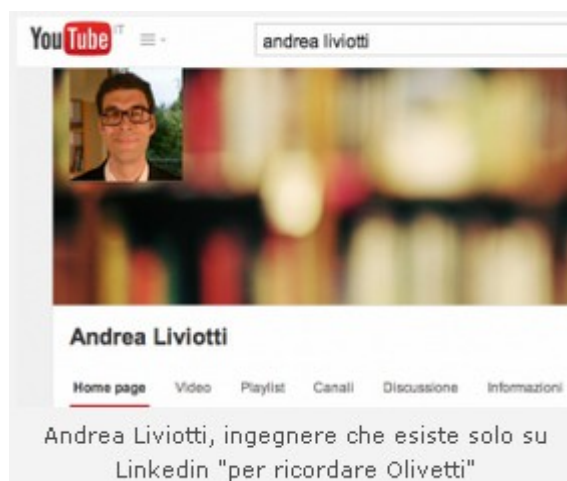 YouTube IT
andrea liviotti
Andrea Liviotti
Home page Video Playlist Canali Discussione Informazioni
Andrea Liviotti, ingegnere che esiste solo su
Linkedin "per ricordare Olivetti"